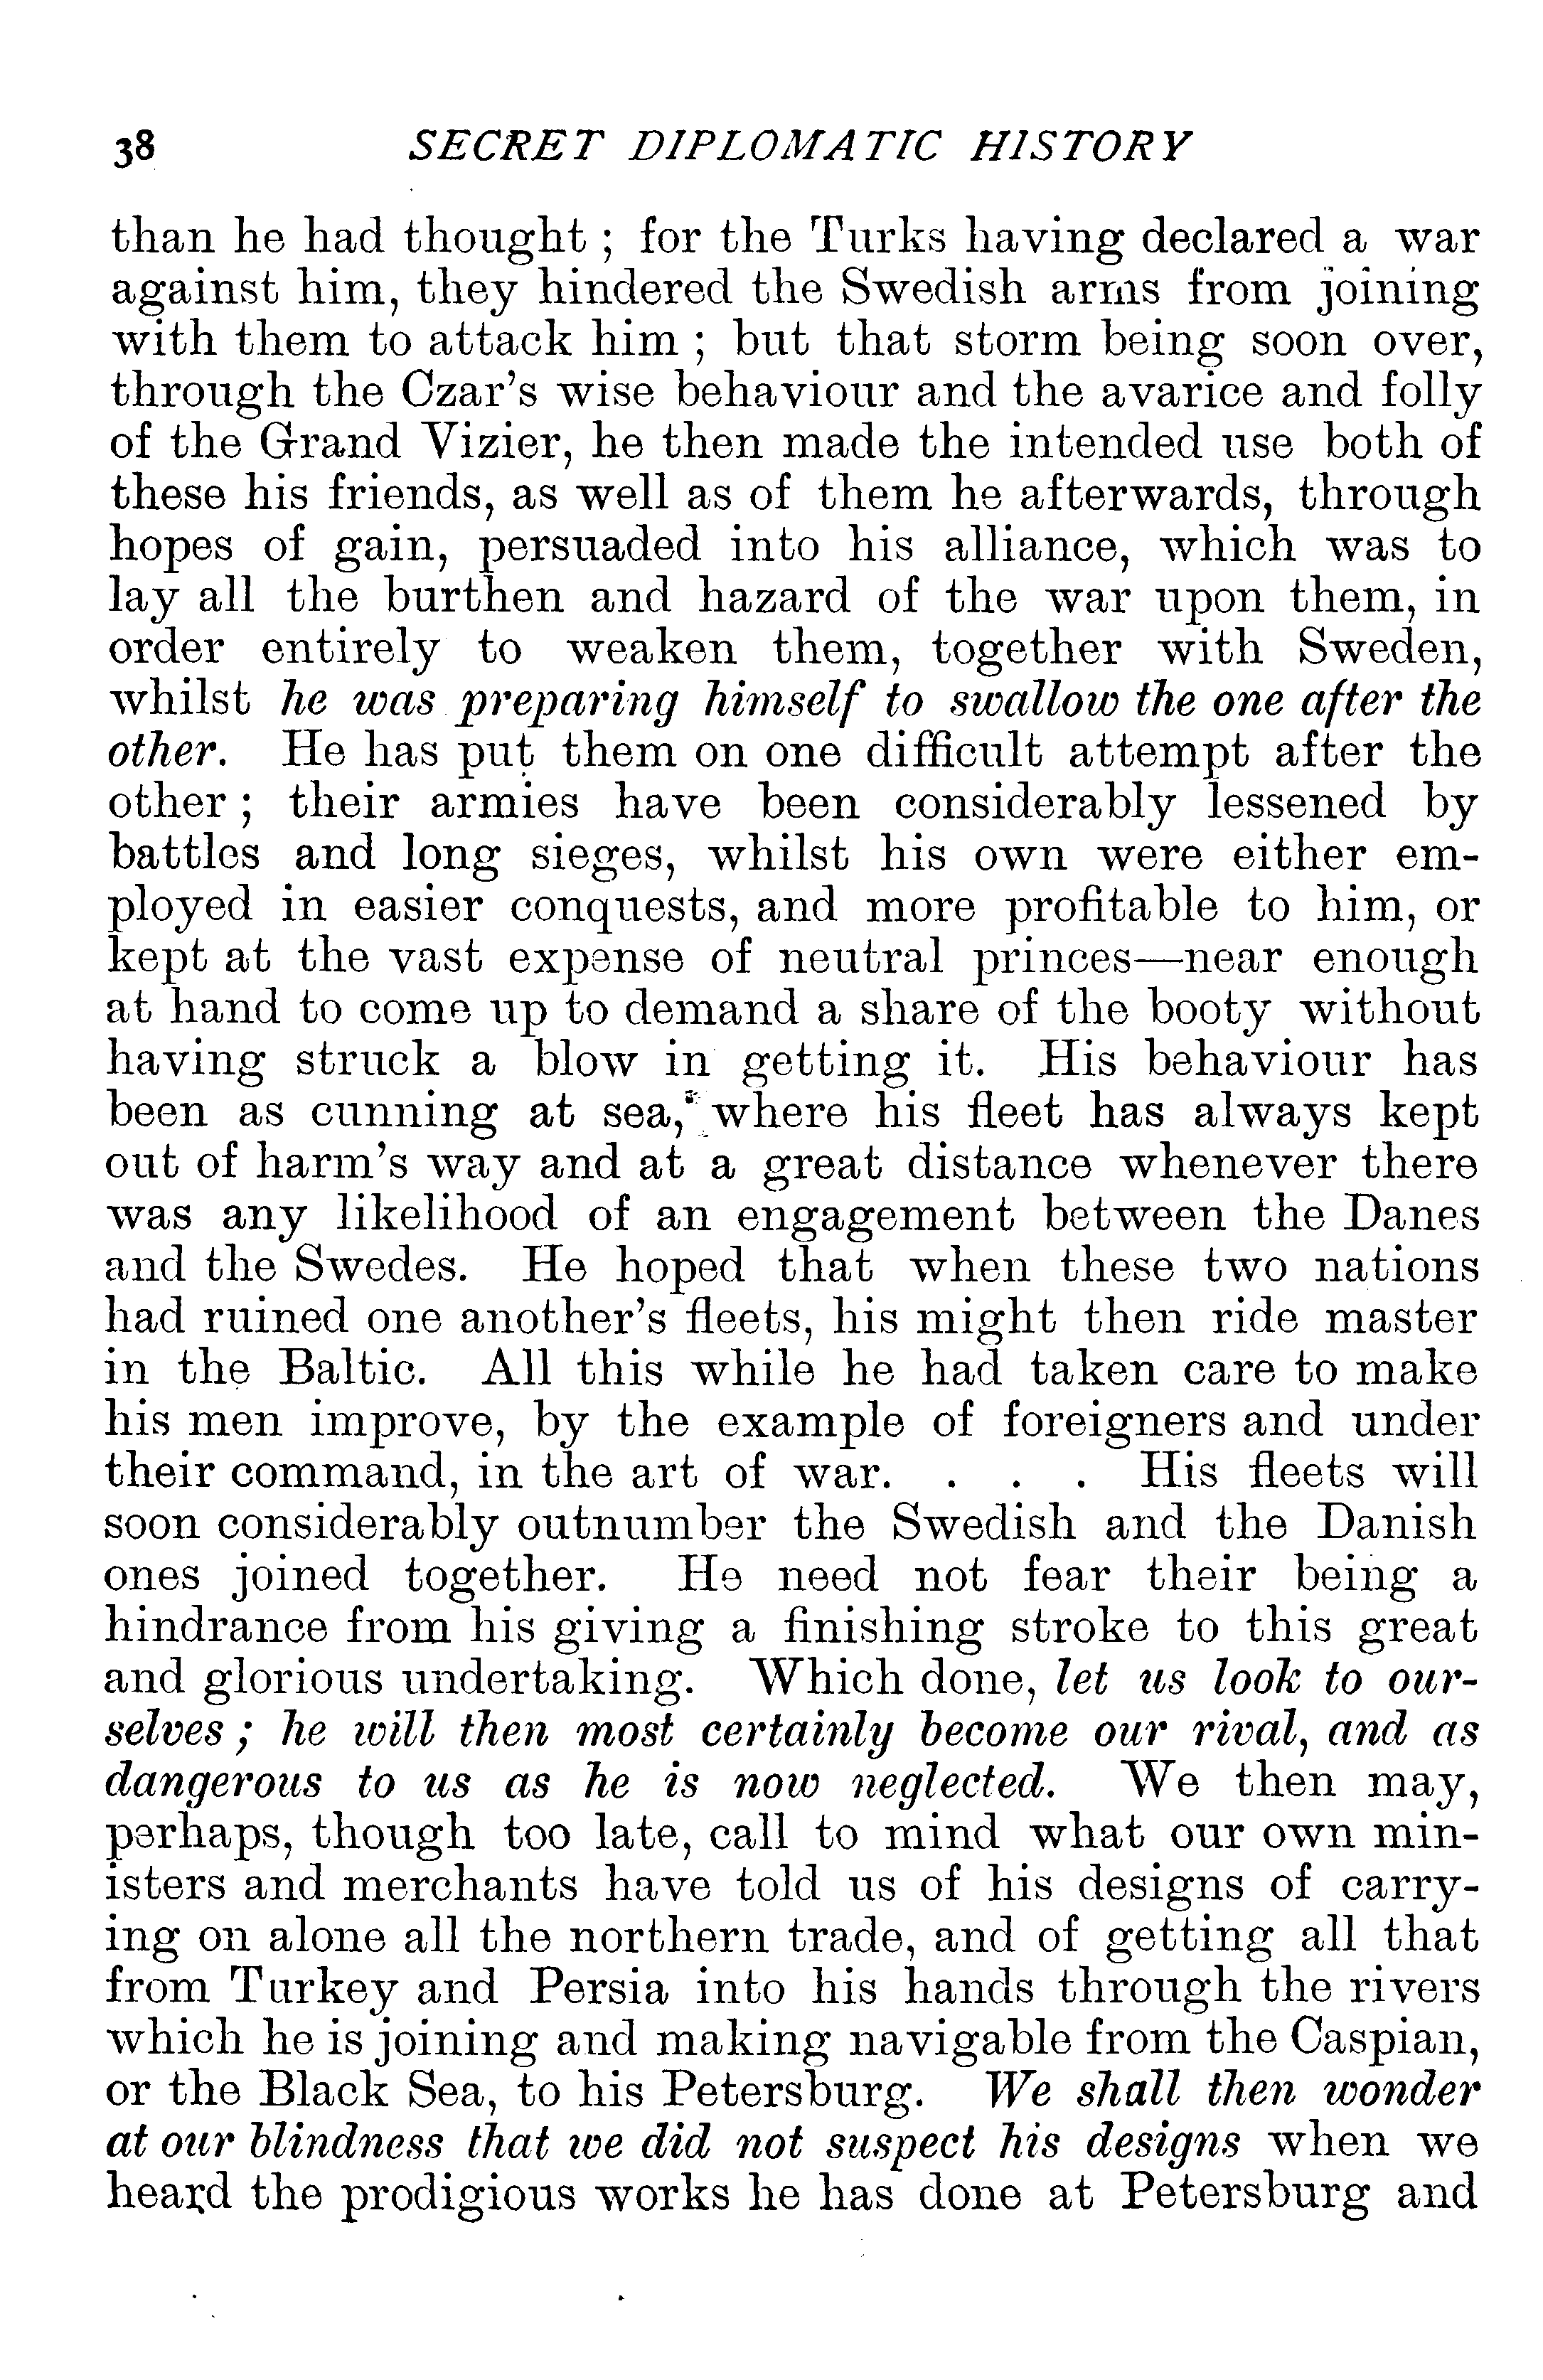 38 SECRET DIPLOMATIC HISTORY
than he had thought ; for the Turks having declared a war
against him, they hindered the Swedish arms from joining
with them to attack him ; but that storm being soon over,
through the Czar's wise behaviour and the avarice and folly
of the Grand Vizier, he then made the intended use both of
these his friends, as well as of them he afterwards, through
hopes of gain, persuaded into his alliance, which was to
lay all the burthen and hazard of the war upon them, in
order entirely to weaken them, together with Sweden,
whilst he was preparing himself to swallow the one after the
other. He has put them on one difficult attempt after the
other ; their armies have been considerably lessened by
battles and long sieges, whilst his own were either em-
ployed in easier conquests, and more profitable to him, or
kept at the vast expense of neutral princes—near enough
at hand to come up to demand a share of the booty without
having struck a blow in getting it. His behaviour has
been as cunning at sea, where his fleet has always kept
out of harm's way and at a great distance whenever there
was any likelihood of an engagement between the Danes
and the Swedes. He hoped that when these two nations
had ruined one another's fleets, his might then ride master
in the Baltic. All this while he had taken care to make
his men improve, by the example of foreigners and under
their command, in the art of war. . . . His fleets will
soon considerably outnumber the Swedish and the Danish
ones joined together. He need not fear their being a
hindrance from his giving a finishing stroke to this great
and glorious undertaking. Which done, let us look to our-
selves ; he will then most certainly become our rival, and as
dangerous to us as he is now neglected. We then may,
perhaps, though too late, call to mind what our own min-
isters and merchants have told us of his designs of carry-
ing on alone all the northern trade, and of getting all that
from Turkey and Persia into his hands through the rivers
which he is joining and making navigable from the Caspian,
or the Black Sea, to his Petersburg. We shall then wonder
at our blindness that we did not suspect his designs when we
heard the prodigious works he has done at Petersburg and